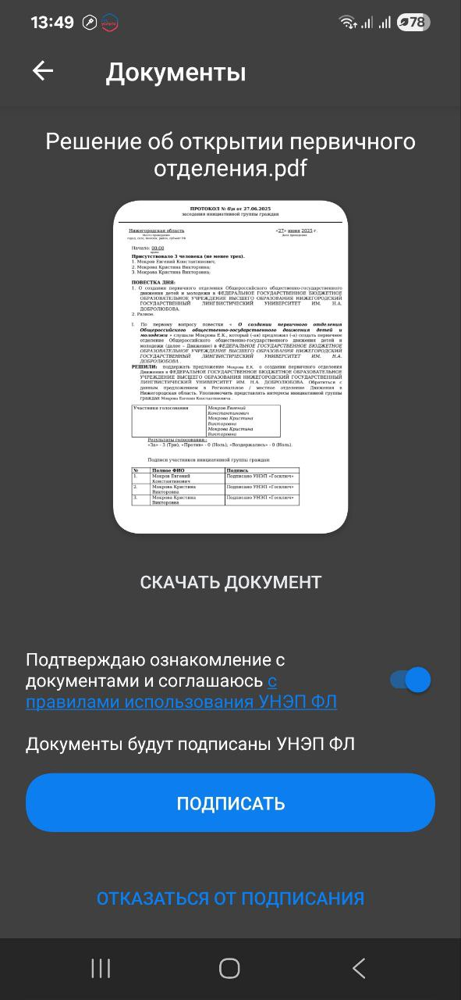 13:49
78
Документы
Решение об открытии первичного
отделения.pdf
ПРОТОКОЛ № б\н от 27.06.2025
заседания инициативной группы граждан
Нижегородская область «27» июня 2025 г.
Место проведения Дата проведения
город, село, поселок, район, субъект РФ
Начало: 00:00
время
Присутствовало 3 человека (не менее трех).
1. Мокров Евгений Константинович;
2. Мокрова Кристина Викторовна;
3. Мокрова Кристина Викторовна;
ПОВЕСТКА ДНЯ:
1. О создании первичного отделения Общероссийского общественно-государственного
движения детей и молодежи в ФЕДЕРАЛЬНОЕ ГОСУДАРСТВЕННОЕ БЮДЖЕТНОЕ
ОБРАЗОВАТЕЛЬНОЕ УЧРЕЖДЕНИЕ ВЫСШЕГО ОБРАЗОВАНИЯ НИЖЕГОРОДСКИЙ
ГОСУДАРСТВЕННЫЙ ЛИНГВИСТИЧЕСКИЙ УНИВЕРСИТЕТ ИМ. Н.А.
ДОБРОЛЮБОВА.
2. Разное.
1. По первому вопросу повестки « О создании первичного отделения
Общероссийского общественно-государственного движения детей и
молодежи » слушали Мокрова Е.К., который (-ая) предложил (-а) создать первичное
отделение Общероссийского общественно-государственного движения детей и
молодежи (далее – Движение) в ФЕДЕРАЛЬНОЕ ГОСУДАРСТВЕННОЕ БЮДЖЕТНОЕ
ОБРАЗОВАТЕЛЬНОЕ УЧРЕЖДЕНИЕ ВЫСШЕГО ОБРАЗОВАНИЯ НИЖЕГОРОДСКИЙ
ГОСУДАРСТВЕННЫЙ ЛИНГВИСТИЧЕСКИЙ УНИВЕРСИТЕТ ИМ. Н.А.
ДОБРОЛЮБОВА .
РЕШИЛИ: поддержать предложение Мокрова Е.К. о создании первичного отделения
Движения в ФЕДЕРАЛЬНОЕ ГОСУДАРСТВЕННОЕ БЮДЖЕТНОЕ ОБРАЗОВАТЕЛЬНОЕ
УЧРЕЖДЕНИЕ ВЫСШЕГО ОБРАЗОВАНИЯ НИЖЕГОРОДСКИЙ ГОСУДАРСТВЕННЫЙ
ЛИНГВИСТИЧЕСКИЙ УНИВЕРСИТЕТ ИМ. Н.А. ДОБРОЛЮБОВА. Обратиться с
данным предложением в Региональное / местное отделение Движения в
Нижегородская область. Уполномочить представлять интересы инициативной группы
граждан Мокрова Евгения Константиновича .
Участники голосования Мокров Евгений
Константинович
Мокрова Кристина
Викторовна
Мокрова Кристина
Викторовна
Результаты голосования::
«За» - 3 (Три), «Против» - 0 (Ноль); «Воздержались» - 0 (Ноль).
Подписи участников инициативной группы граждан:
№ Полное ФИО Подпись
1. Мокров Евгений Подписано УНЭП «Госключ»
Константинович
2. Мокрова Кристина Подписано УНЭП «Госключ»
Викторовна
3. Мокрова Кристина Подписано УНЭП «Госключ»
Викторовна
СКАЧАТЬ ДОКУМЕНТ
Подтверждаю ознакомление с
документами и соглашаюсь с
правилами использования УНЭП ФЛ
Документы будут подписаны УНЭП ФЛ
ПОДПИСАТЬ
ОТКАЗАТЬСЯ ОТ ПОДПИСАНИЯ